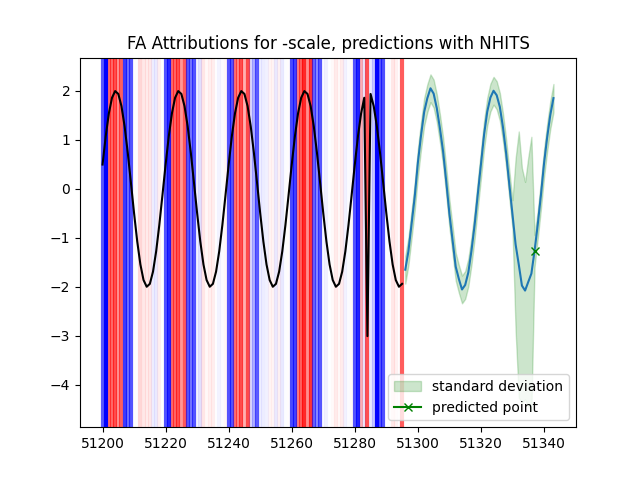 FA Attributions for -scale, predictions with NHITS
2
1
0
−1
−2
−3
−4
standard deviation
predicted point
51200 51220 51240 51260 51280 51300 51320 51340